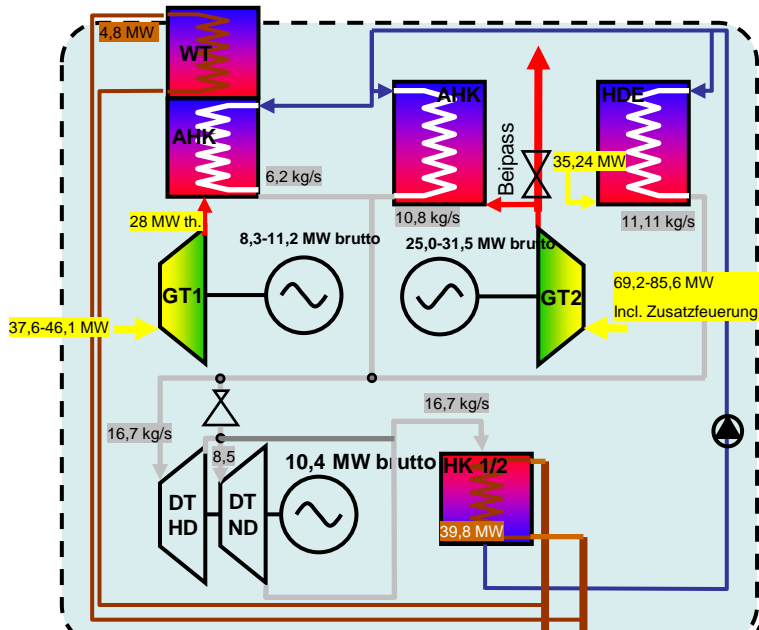 4,8 MW
WT
AHK
AHK
HDE
Beipass
35,24 MW
6,2 kg/s
10,8 kg/s
11,11 kg/s
28 MW th.
8,3-11,2 MW brutto
25,0-31,5 MW brutto
GT1
GT2
69,2-85,6 MW
Incl. Zusatzfeuerung
37,6-46,1 MW
16,7 kg/s
16,7 kg/s
8,5
10,4 MW brutto
HK 1/2
DT
HD
DT
ND
39,8 MW